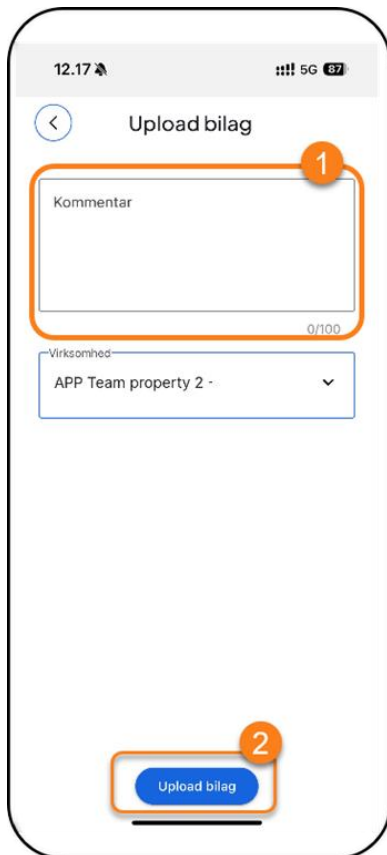 12.17 5G 87
Upload bilag
1
Kommentar
0/100
Virksomhed
APP Team property 2 -
2
Upload bilag